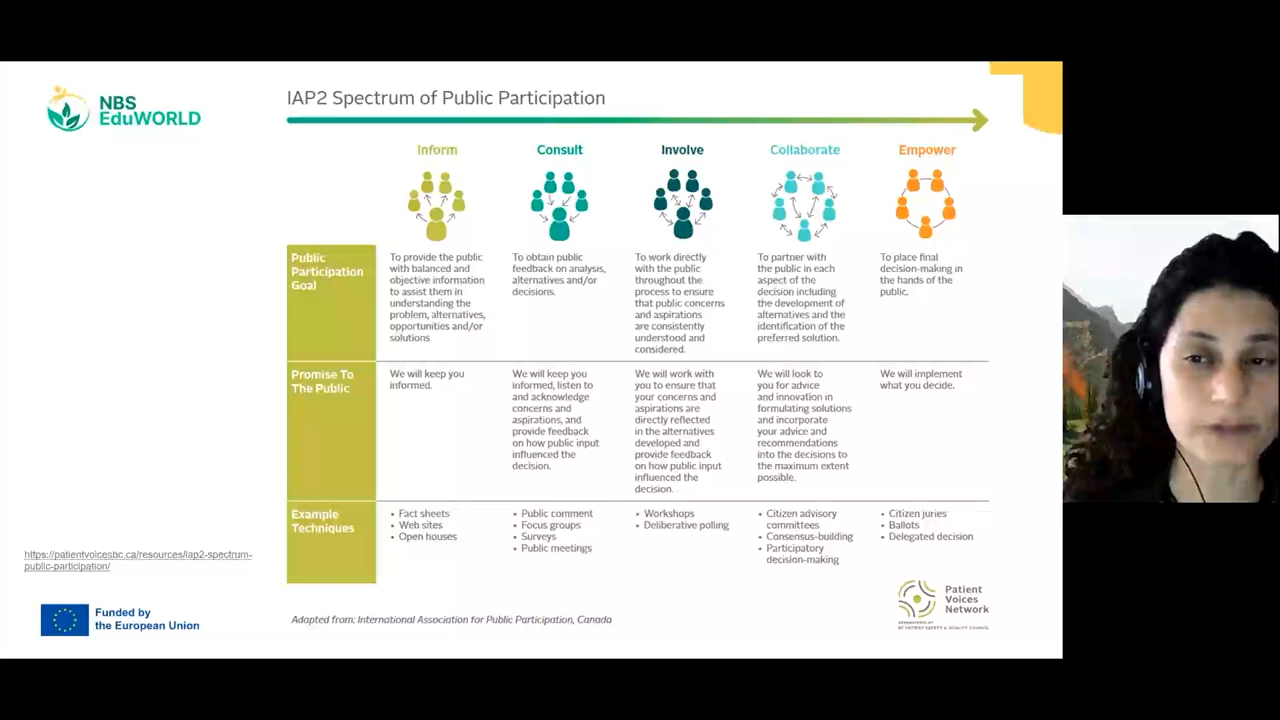 NBS
EduWORLD
IAP2 Spectrum of Public Participation
Inform
Consult
Involve
Collaborate
Empower
Public
Participation
Goal
To provide the public
with balanced and
objective information
to assist them in
understanding the
problem, alternatives,
opportunities and/or
solutions
To obtain public
feedback on analysis,
alternatives and/or
decisions.
To work directly
with the public
throughout the
process to ensure
that public concerns
and aspirations
are consistently
understood and
considered.
To partner with
the public in each
aspect of the
decision including
the development of
alternatives and the
identification of the
preferred solution.
To place final
decision-making in
the hands of the
public.
Promise To
The Public
We will keep you
informed.
We will keep you
informed, listen to
and acknowledge
concerns and
aspirations, and
provide feedback
on how public input
influenced the
decision.
We will work with
you to ensure that
your concerns and
aspirations are
directly reflected
in the alternatives
developed and
provide feedback
on how public input
influenced the
decision.
We will look to
you for advice
and innovation in
formulating solutions
and incorporate
your advice and
recommendations
into the decisions to
the maximum extent
possible.
We will implement
what you decide.
Example
Techniques
• Fact sheets
• Web sites
• Open houses
• Public comment
• Focus groups
• Surveys
• Public meetings
• Workshops
• Deliberative polling
• Citizen advisory
committees
• Consensus-building
• Participatory
decision-making
• Citizen juries
• Ballots
• Delegated decision
https://patientvoicesbc.ca/resources/iap2-spectrum-
public-participation/
Funded by
the European Union
Adapted from: International Association for Public Participation, Canada
Patient
Voices
Network